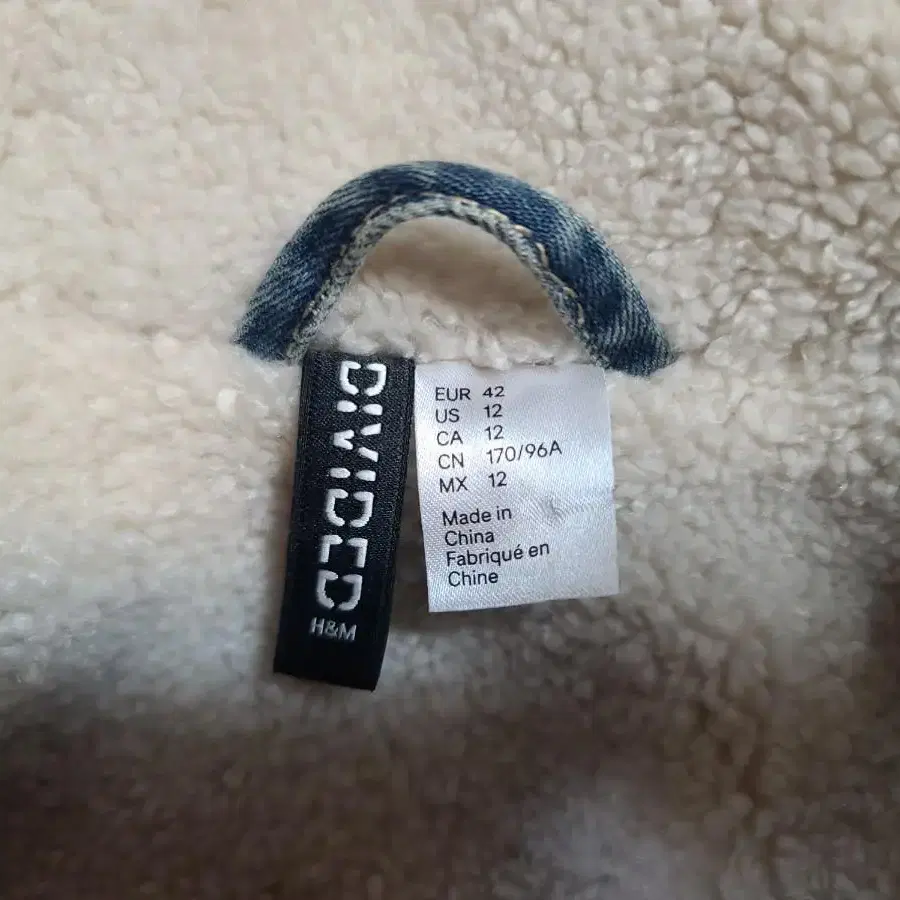 DIVIDED
H&M
EUR 42
US 12
CA 12
CN 170/96A
MX 12
Made in
China
Fabriqué en
Chine